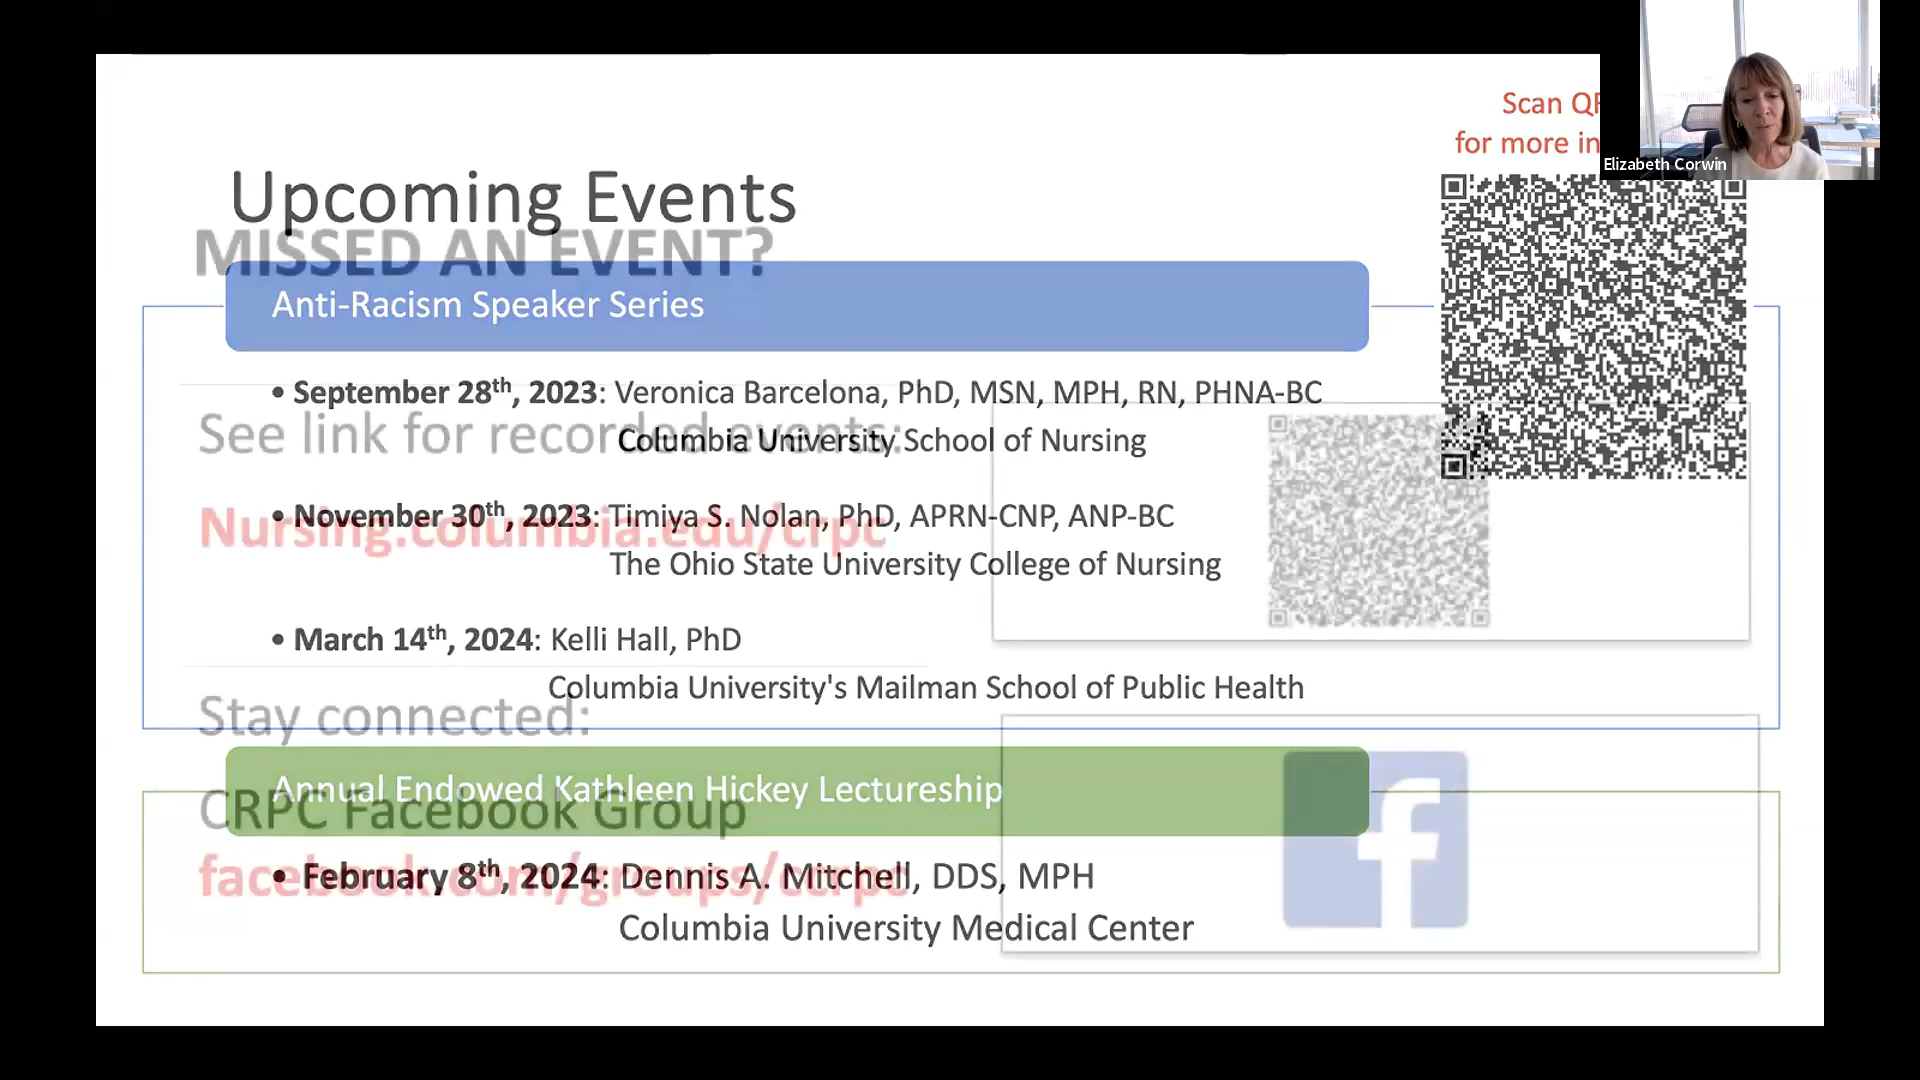 Scan QR
for more in
Elizabeth Corwin
Upcoming Events
MISSED AN EVENT?
Anti-Racism Speaker Series
• September 28th, 2023: Veronica Barcelona, PhD, MSN, MPH, RN, PHNA-BC
See link for recorded events:
Columbia University School of Nursing
• November 30th, 2023: Timiya S. Nolan, PhD, APRN-CNP, ANP-BC
Nursing.columbia.edu/crpc
The Ohio State University College of Nursing
• March 14th, 2024: Kelli Hall, PhD
Columbia University's Mailman School of Public Health
Stay connected:
Annual Endowed Kathleen Hickey Lectureship
CRPC Facebook Group
• February 8th, 2024: Dennis A. Mitchell, DDS, MPH
facebook.com/groups/ccrpc
Columbia University Medical Center